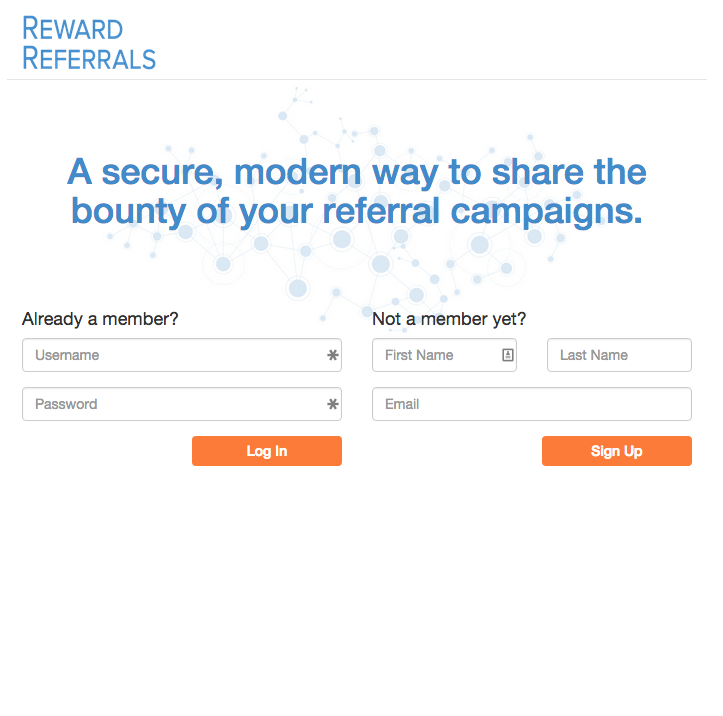 REWARD
REFERRALS
A secure, modern way to share the
bounty of your referral campaigns.
Already a member?
Username
Password
Log In
Not a member yet?
First Name
Last Name
Email
Sign Up